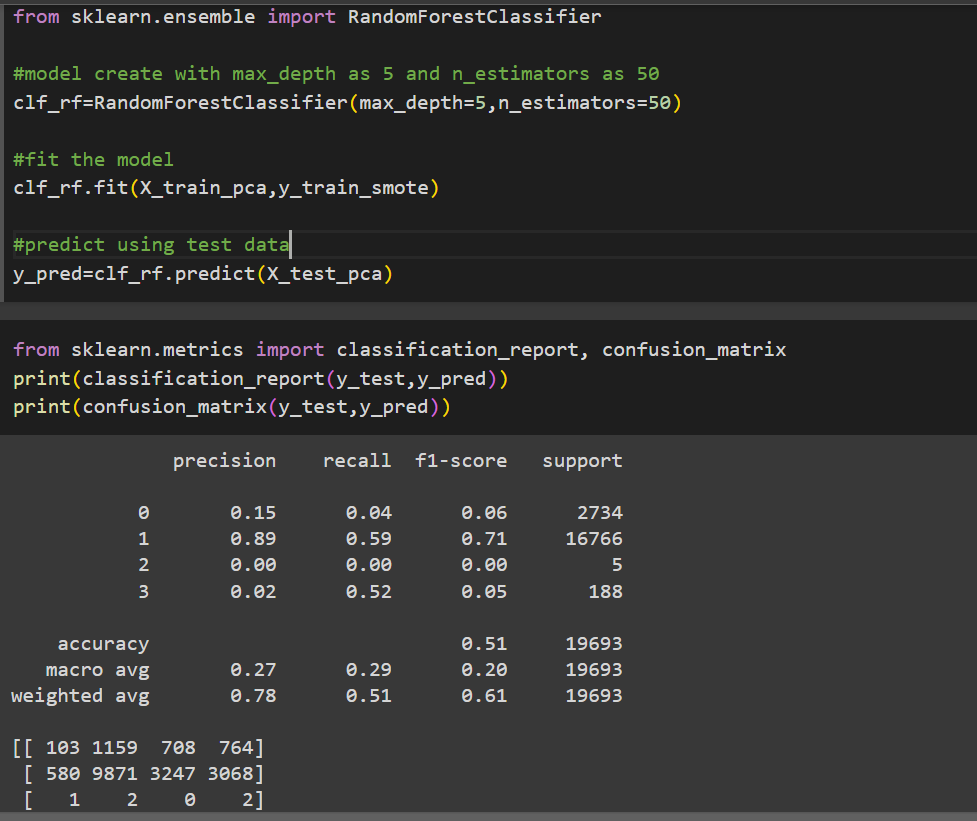 from sklearn.ensemble import RandomForestClassifier
#model create with max_depth as 5 and n_estimators as 50
clf_rf=RandomForestClassifier(max_depth=5,n_estimators=50)
#fit the model
clf_rf.fit(X_train_pca,y_train_smote)
#predict using test data
y_pred=clf_rf.predict(X_test_pca)
from sklearn.metrics import classification_report, confusion_matrix
print(classification_report(y_test,y_pred))
print(confusion_matrix(y_test,y_pred))
precision recall f1-score support
0 0.15 0.04 0.06 2734
1 0.89 0.59 0.71 16766
2 0.00 0.00 0.00 5
3 0.02 0.52 0.05 188
accuracy 0.51 19693
macro avg 0.27 0.29 0.20 19693
weighted avg 0.78 0.51 0.61 19693
[[ 103 1159 708 764]
[ 580 9871 3247 3068]
[ 1 2 0 2]